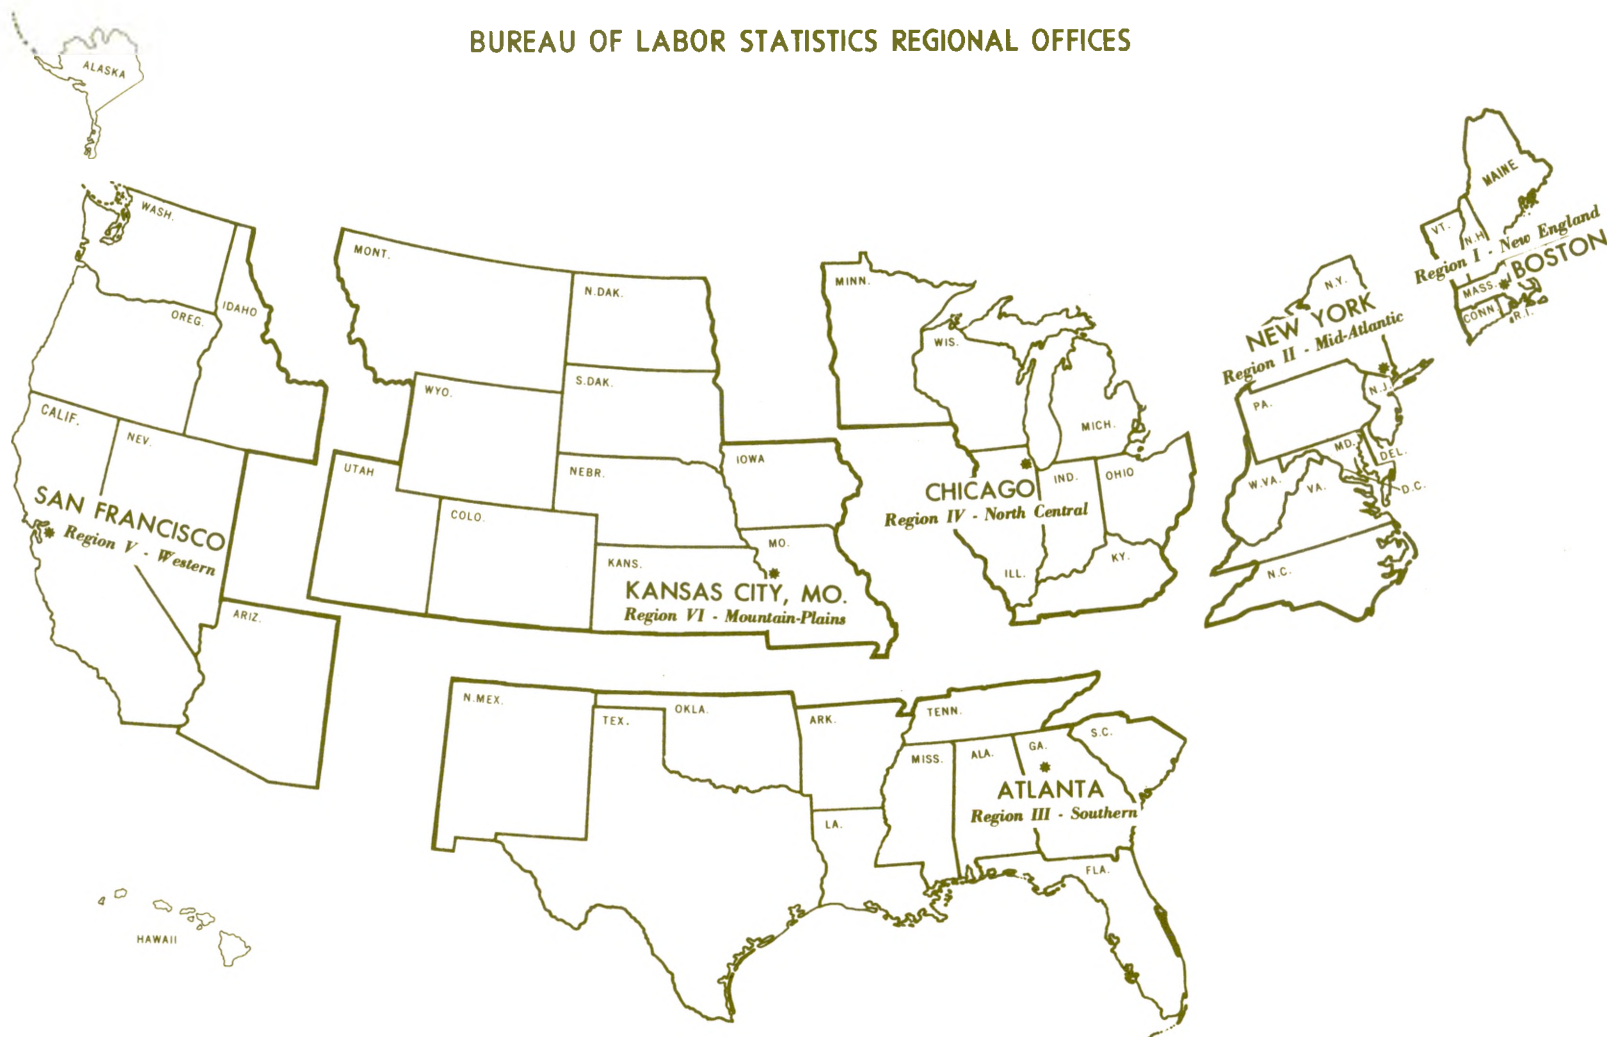 BUREAU OF LABOR STATISTICS REGIONAL OFFICES
ALASKA
WASH.
OREG.
IDAHO
CALIF.
NEV.
SAN FRANCISCO
Region V - Western
ARIZ.
HAWAII
MONT.
N.DAK.
S.DAK.
WYO.
NEBR.
IOWA
UTAH
COLO.
KANS.
MO.
KANSAS CITY, MO.
Region VI - Mountain-Plains
MINN.
WIS.
MICH.
CHICAGO
Region IV - North Central
IND.
OHIO
ILL.
KY.
MAINE
VT.
N.H.
Region I - New England
BOSTON
MASS.
CONN.
R.I.
N.Y.
NEW YORK
Region II - Mid-Atlantic
PA.
N.J.
MD.
DEL.
W.VA.
VA.
D.C.
N.C.
N.MEX.
TEX.
OKLA.
ARK.
LA.
TENN.
MISS.
ALA.
GA.
S.C.
ATLANTA
Region III - Southern
FLA.